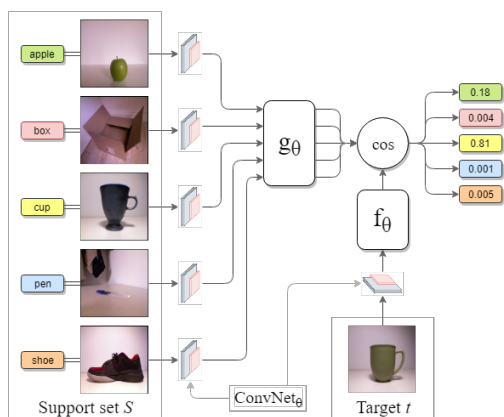 apple
box
cup
pen
shoe
Support set S
gθ
cos
fθ
ConvNetθ
Target t
0.18
0.004
0.81
0.001
0.005